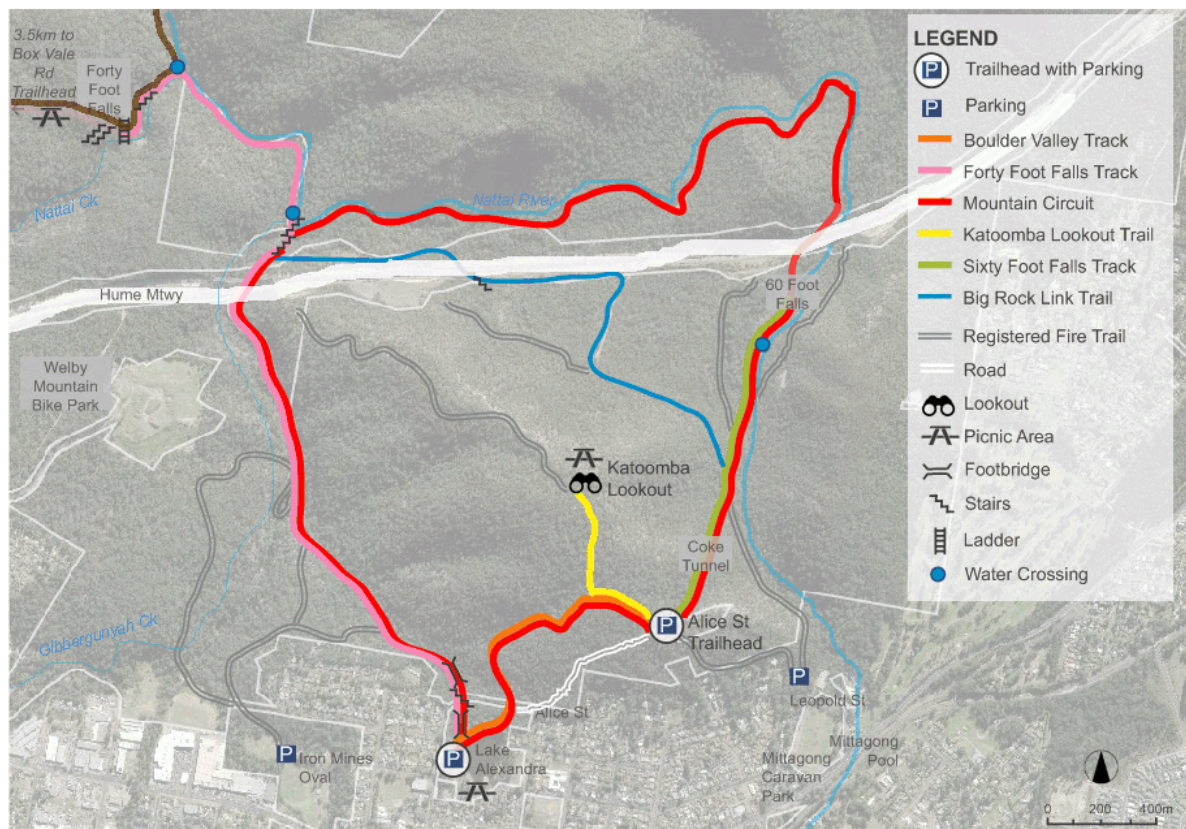 3.5km to
Box Vale
Rd
Trailhead
Forty
Foot
Falls
Nattai Ck
Nattai River
Hume Mtwy
60 Foot
Falls
Welby
Mountain
Bike Park
Katoomba
Lookout
Coke
Tunnel
Gibbergunyah Ck
P
Alice St
Trailhead
P
Leopold St
Alice St
P
Iron Mines
Oval
P
Lake
Alexandra
Mittagong
Pool
Mittagong
Caravan
Park
0 200 400m
LEGEND
P Trailhead with Parking
P Parking
Boulder Valley Track
Forty Foot Falls Track
Mountain Circuit
Katoomba Lookout Trail
Sixty Foot Falls Track
Big Rock Link Trail
Registered Fire Trail
Road
Lookout
Picnic Area
Footbridge
Stairs
Ladder
Water Crossing